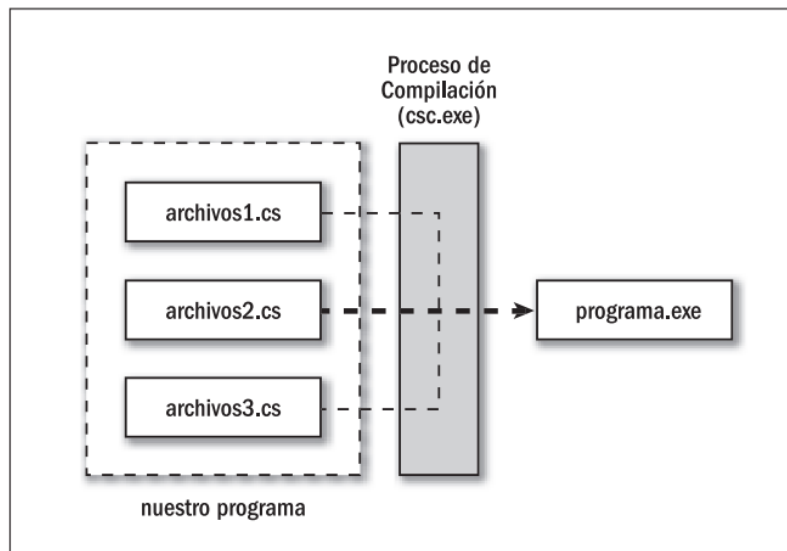 Proceso de
Compilación
(csc.exe)
archivos1.cs
archivos2.cs
programa.exe
archivos3.cs
nuestro programa